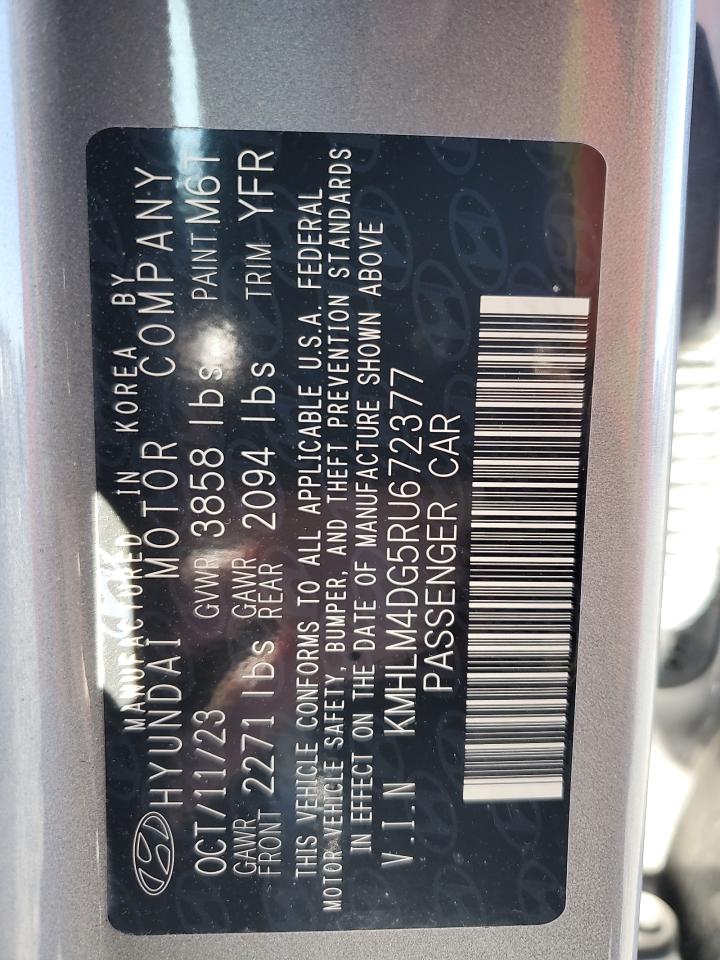 MANUFACTURED IN KOREA BY
HYUNDAI MOTOR COMPANY
OCT/11/23 GVWR 3858 lbs PAINT M6T
GAWR FRONT 2271 lbs GAWR REAR 2094 lbs TRIM YFR
THIS VEHICLE CONFORMS TO ALL APPLICABLE U.S.A. FEDERAL
MOTOR VEHICLE SAFETY, BUMPER, AND THEFT PREVENTION STANDARDS
IN EFFECT ON THE DATE OF MANUFACTURE SHOWN ABOVE
V.I.N KMHLM4DG5RU672377
PASSENGER CAR